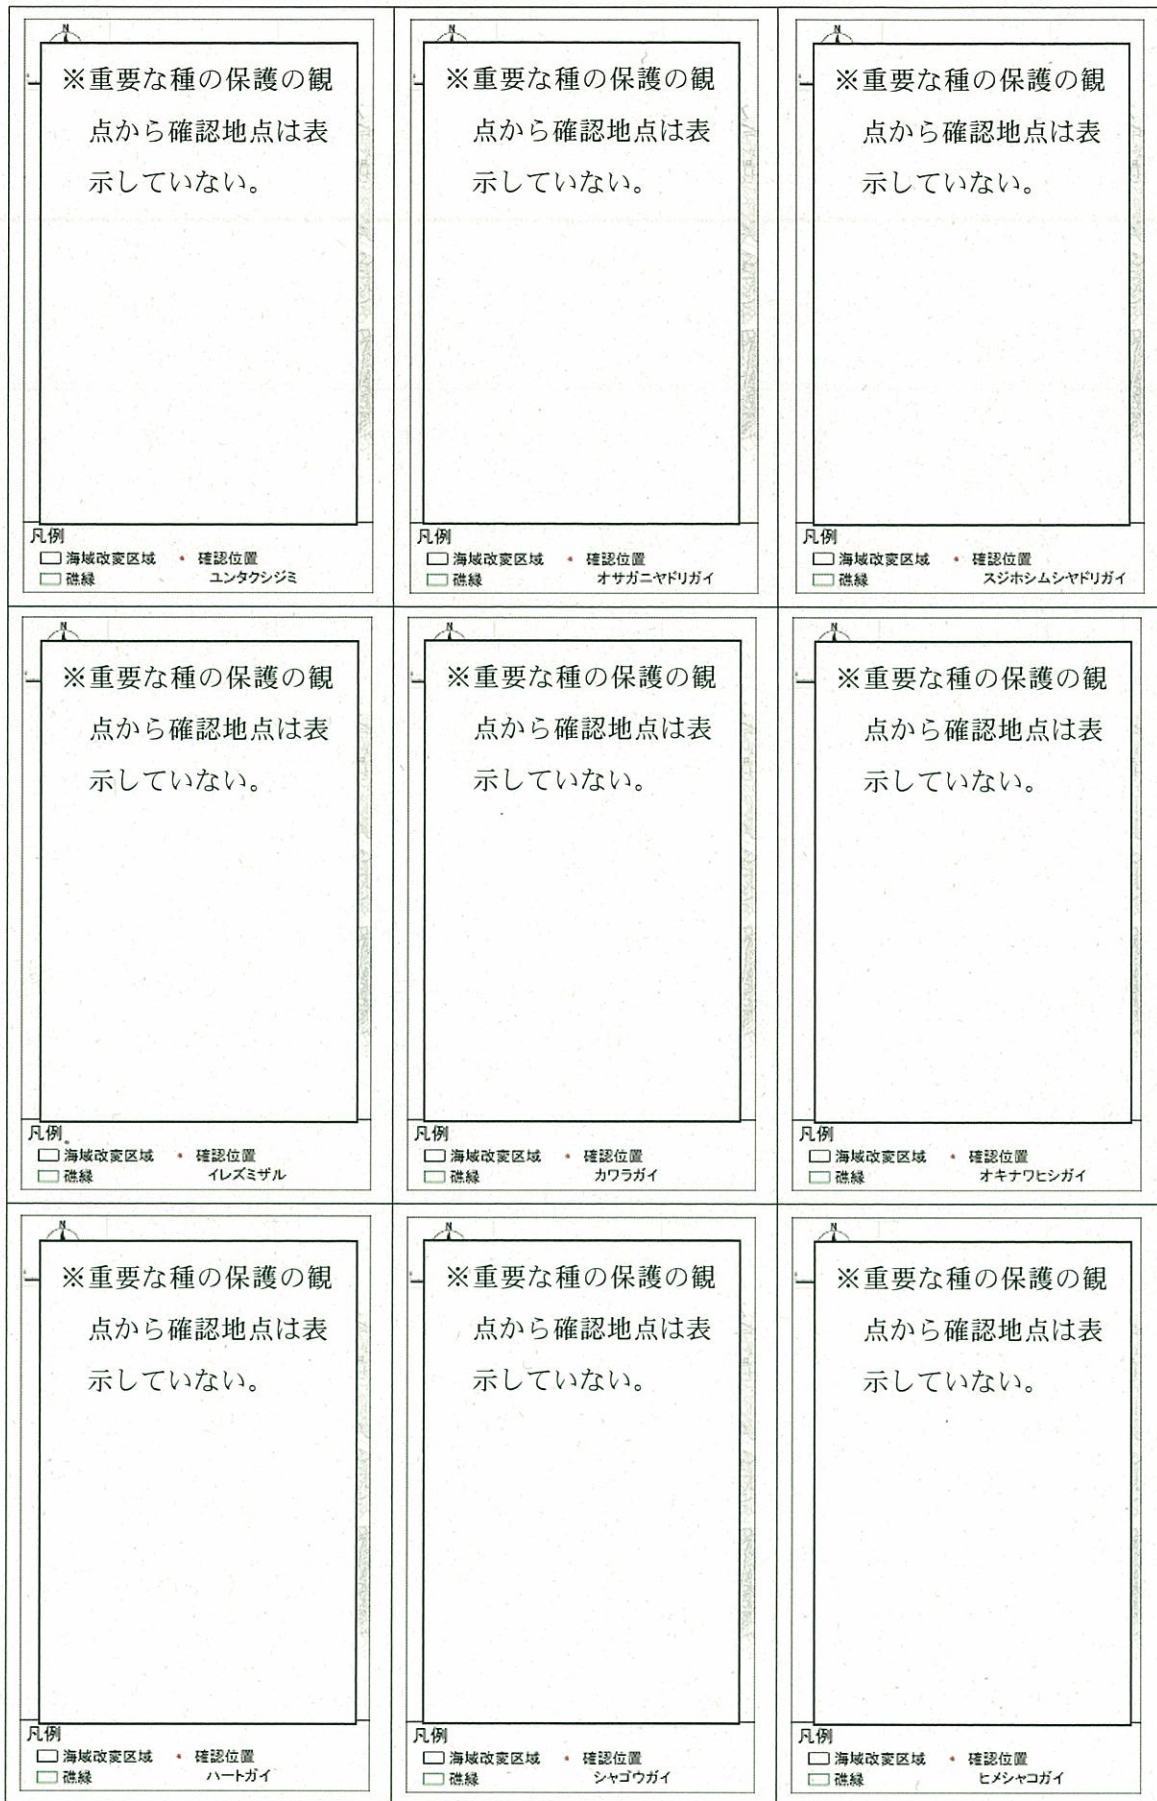 N
※重要な種の保護の観
点から確認地点は表
示していない。
凡例
海域改変区域 ・ 確認位置
礁縁 ユンタクシジミ
N
※重要な種の保護の観
点から確認地点は表
示していない。
凡例
海域改変区域 ・ 確認位置
礁縁 オサガニヤドリガイ
N
※重要な種の保護の観
点から確認地点は表
示していない。
凡例
海域改変区域 ・ 確認位置
礁縁 スジホシムシヤドリガイ
N
※重要な種の保護の観
点から確認地点は表
示していない。
凡例
海域改変区域 ・ 確認位置
礁縁 イレズミザル
N
※重要な種の保護の観
点から確認地点は表
示していない。
凡例
海域改変区域 ・ 確認位置
礁縁 カワラガイ
N
※重要な種の保護の観
点から確認地点は表
示していない。
凡例
海域改変区域 ・ 確認位置
礁縁 オキナワヒシガイ
N
※重要な種の保護の観
点から確認地点は表
示していない。
凡例
海域改変区域 ・ 確認位置
礁縁 ハートガイ
N
※重要な種の保護の観
点から確認地点は表
示していない。
凡例
海域改変区域 ・ 確認位置
礁縁 シャゴウガイ
N
※重要な種の保護の観
点から確認地点は表
示していない。
凡例
海域改変区域 ・ 確認位置
礁縁 ヒメシャコガイ